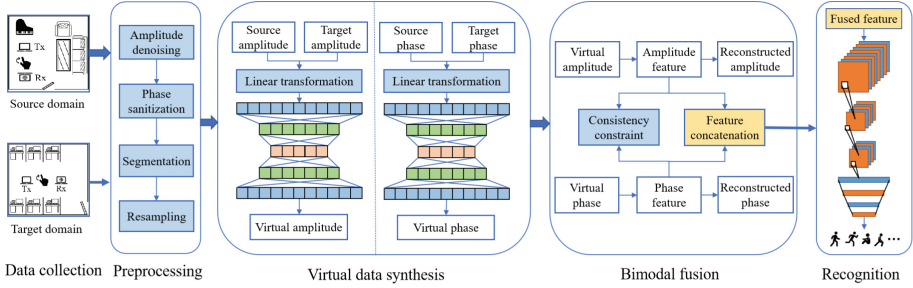 Tx
Rx
Source domain
Tx Rx
Target domain
Data collection
Amplitude
denoising
Phase
sanitization
Segmentation
Resampling
Preprocessing
Source
amplitude
Target
amplitude
Linear transformation
Virtual amplitude
Source
phase
Target
phase
Linear transformation
Virtual phase
Virtual data synthesis
Virtual
amplitude
Amplitude
feature
Reconstructed
amplitude
Consistency
constraint
Feature
concatenation
Virtual
phase
Phase
feature
Reconstructed
phase
Bimodal fusion
Fused feature
...
Recognition